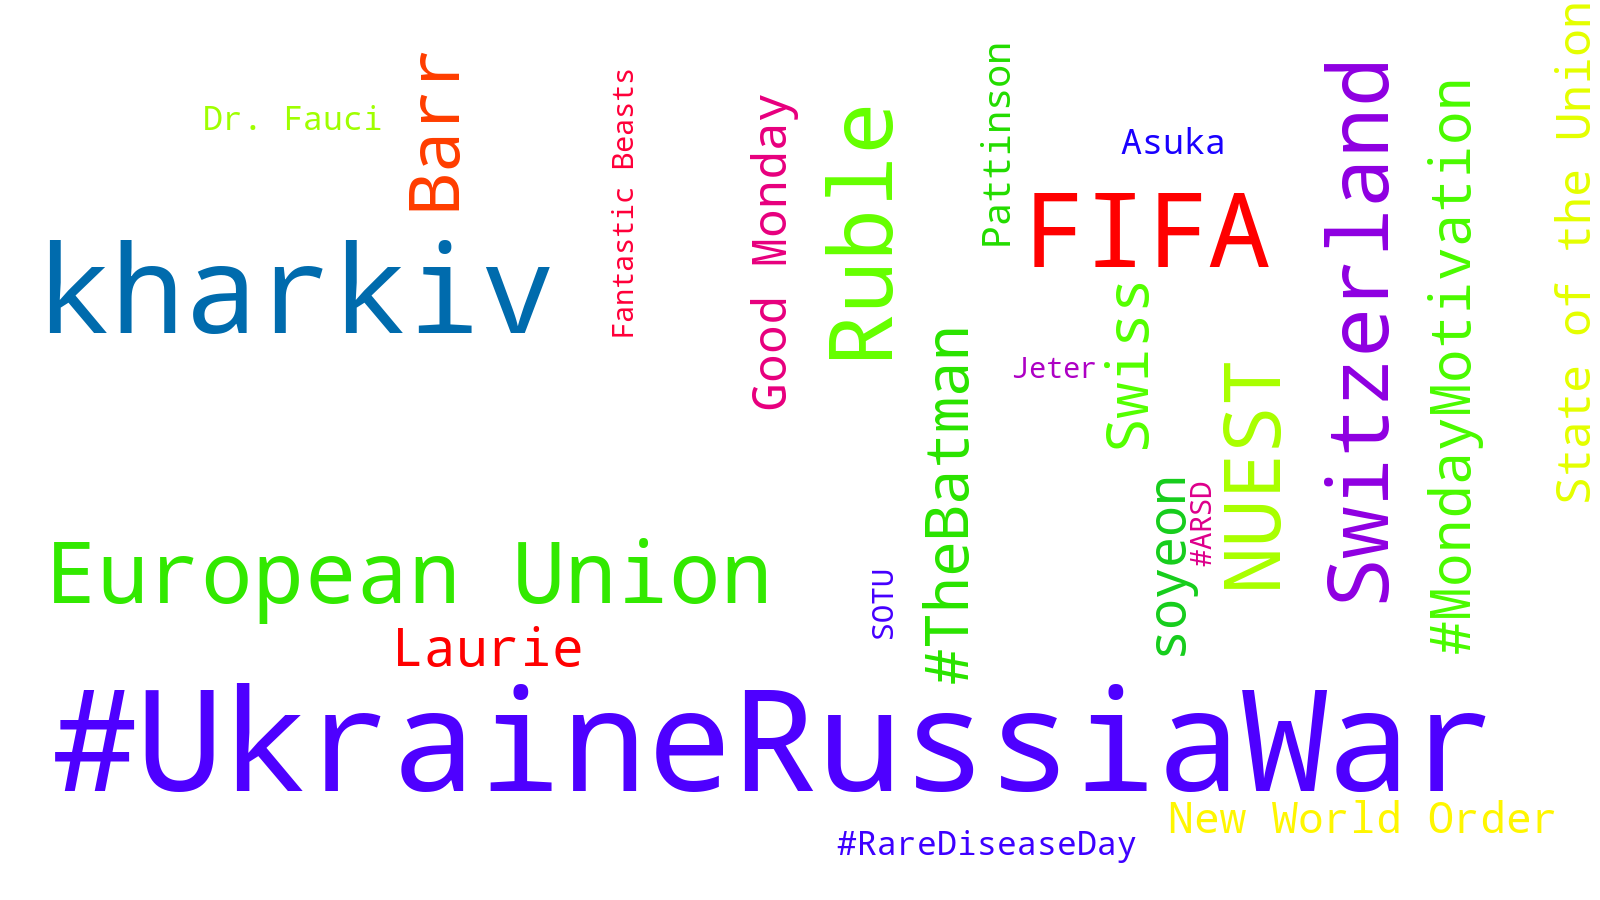 Dr. Fauci
Barr
kharkiv
Fantastic Beasts
Good Monday
Ruble
Pattinson
Asuka
FIFA
Switzerland
#MondayMotivation
State of the Union
Swiss
Jeter
#TheBatman
NUEST
soyeon
#ARSD
SOTU
European Union
Laurie
#UkraineRussiaWar
New World Order
#RareDiseaseDay